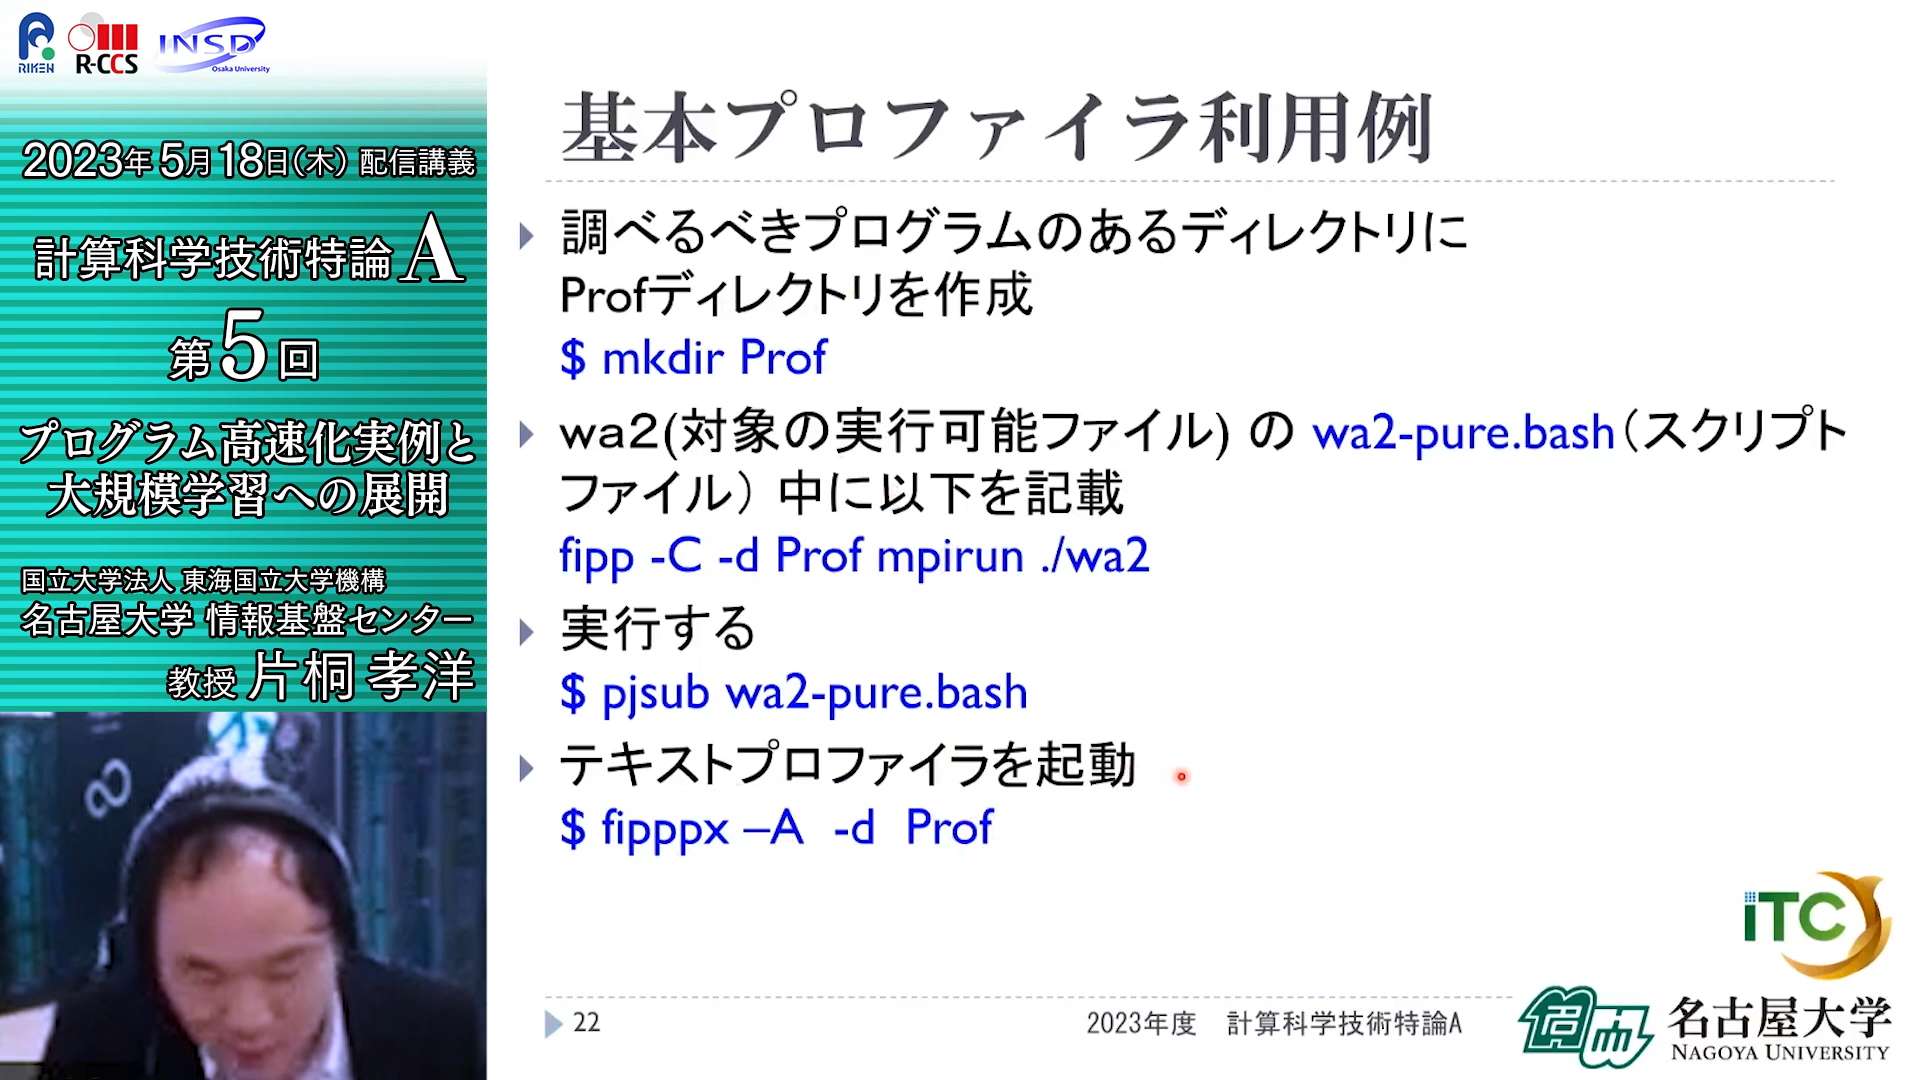 RIKEN
R-CCS
INSD
Osaka University
2023年5月18日(木) 配信講義
計算科学技術特論A
第5回
プログラム高速化実例と
大規模学習への展開
国立大学法人 東海国立大学機構
名古屋大学 情報基盤センター
教授 片桐 孝洋
基本プロファイラ利用例
調べるべきプログラムのあるディレクトリに
Profディレクトリを作成
$ mkdir Prof
wa2(対象の実行可能ファイル) の wa2-pure.bash(スクリプト
ファイル) 中に以下を記載
fipp -C -d Prof mpirun ./wa2
実行する
$ pjsub wa2-pure.bash
テキストプロファイラを起動
$ fipppx –A -d Prof
iTC
22
2023年度 計算科学技術特論A
名古屋大学
NAGOYA UNIVERSITY